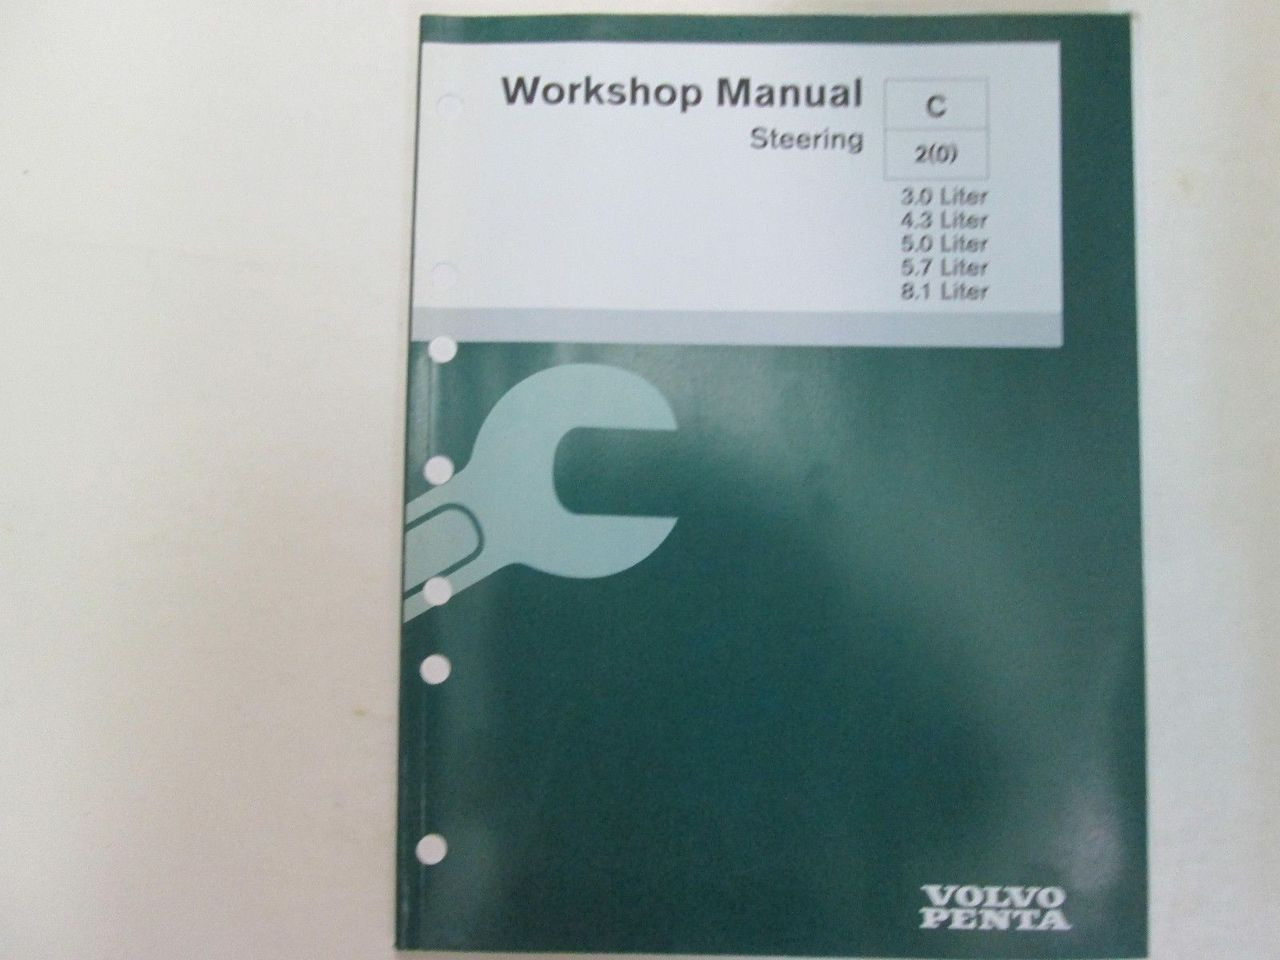 Workshop Manual
Steering
C
2(0)
3.0 Liter
4.3 Liter
5.0 Liter
5.7 Liter
8.1 Liter
VOLVO
PENTA